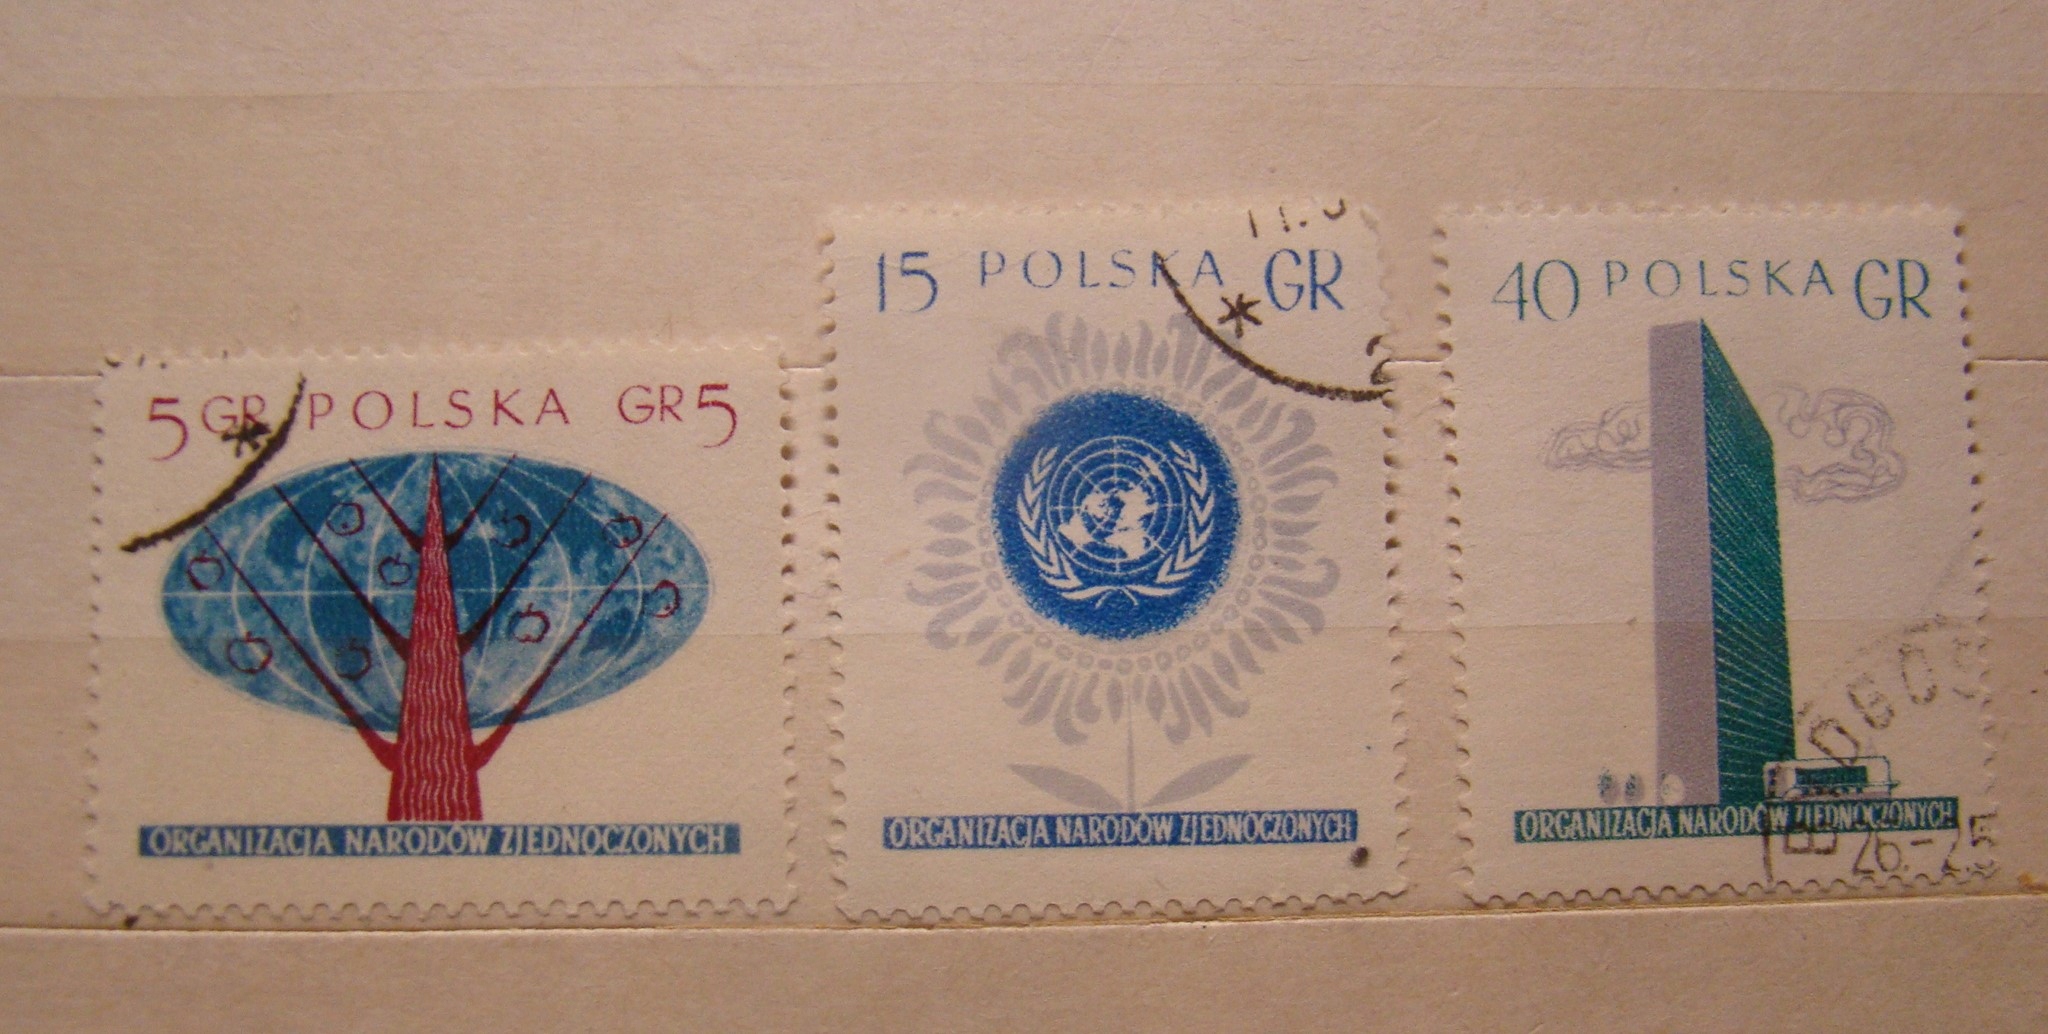 5 GR POLSKA GR 5
ORGANIZACJA NARODÓW ZJEDNOCZONYCH
15 POLSKA GR
ORGANIZACJA NARODÓW ZJEDNOCZONYCH
40 POLSKA GR
ORGANIZACJA NARODÓW ZJEDNOCZONYCH